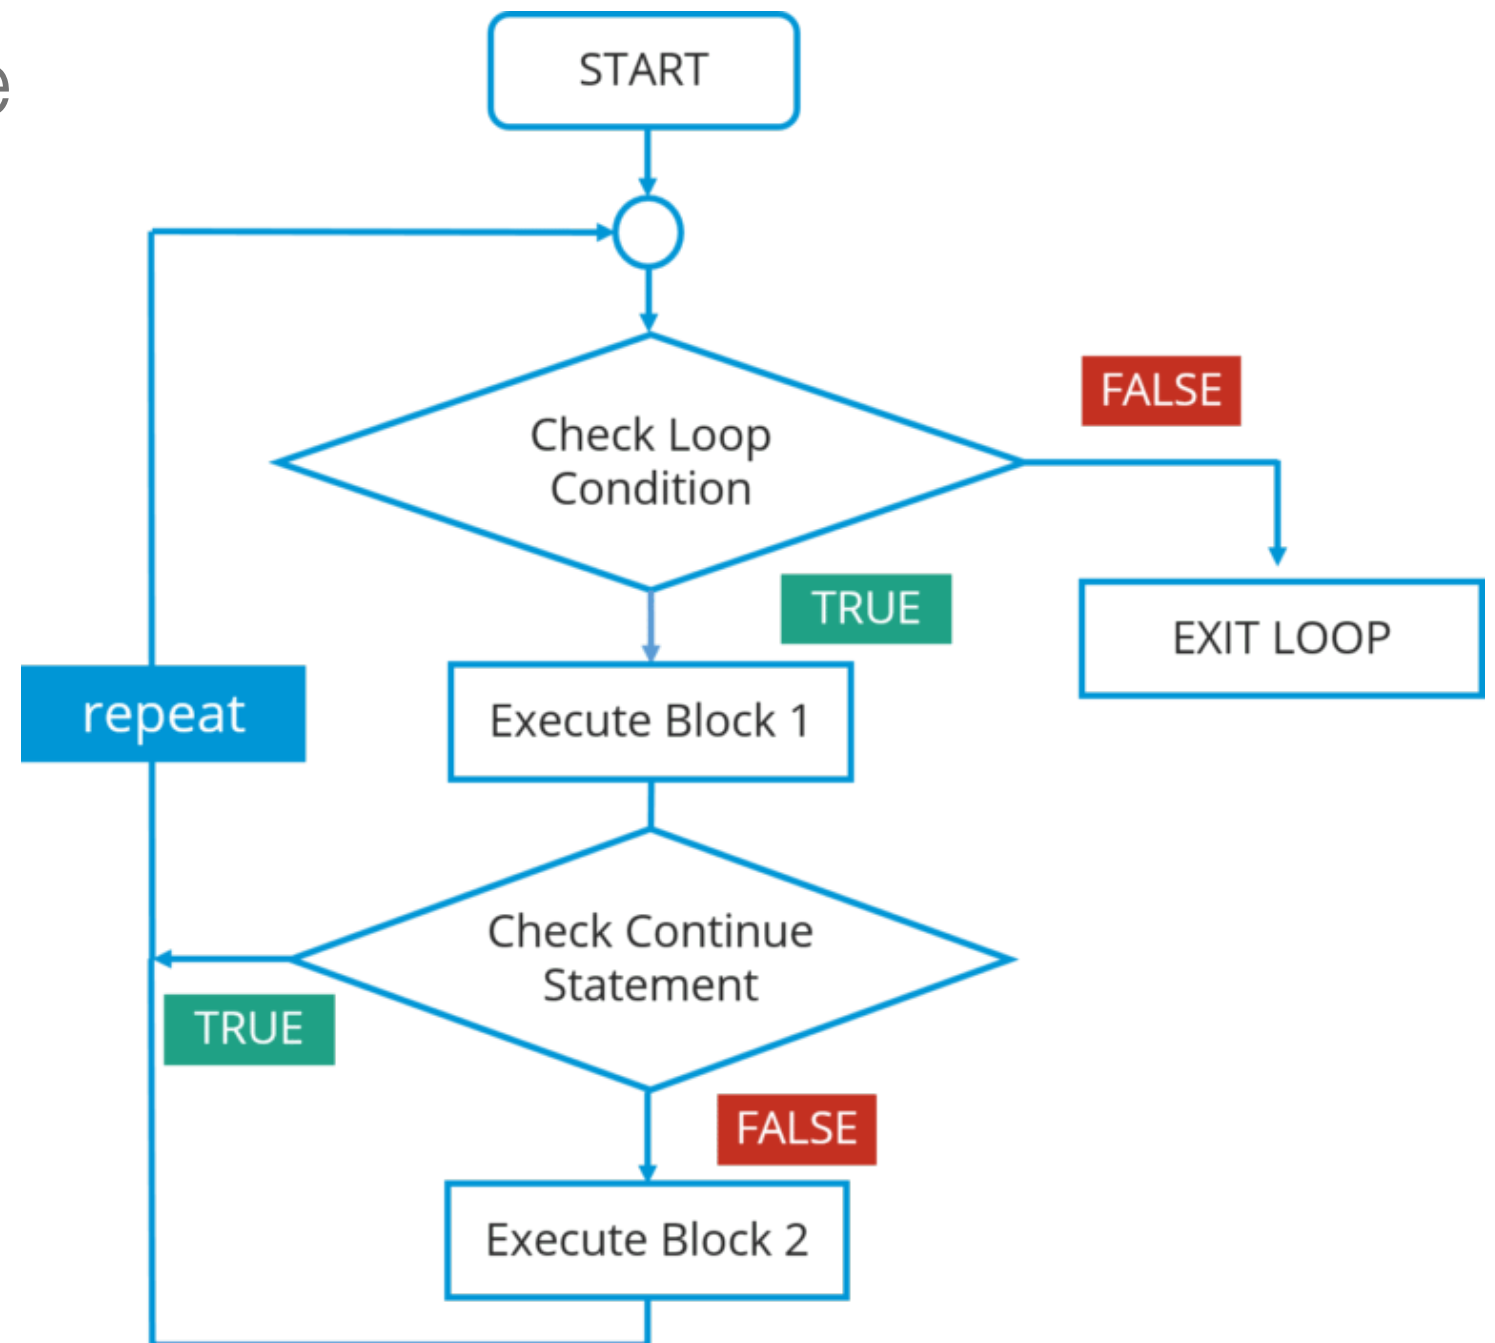 e
START
FALSE
Check Loop
Condition
TRUE
EXIT LOOP
repeat
Execute Block 1
Check Continue
Statement
TRUE
FALSE
Execute Block 2